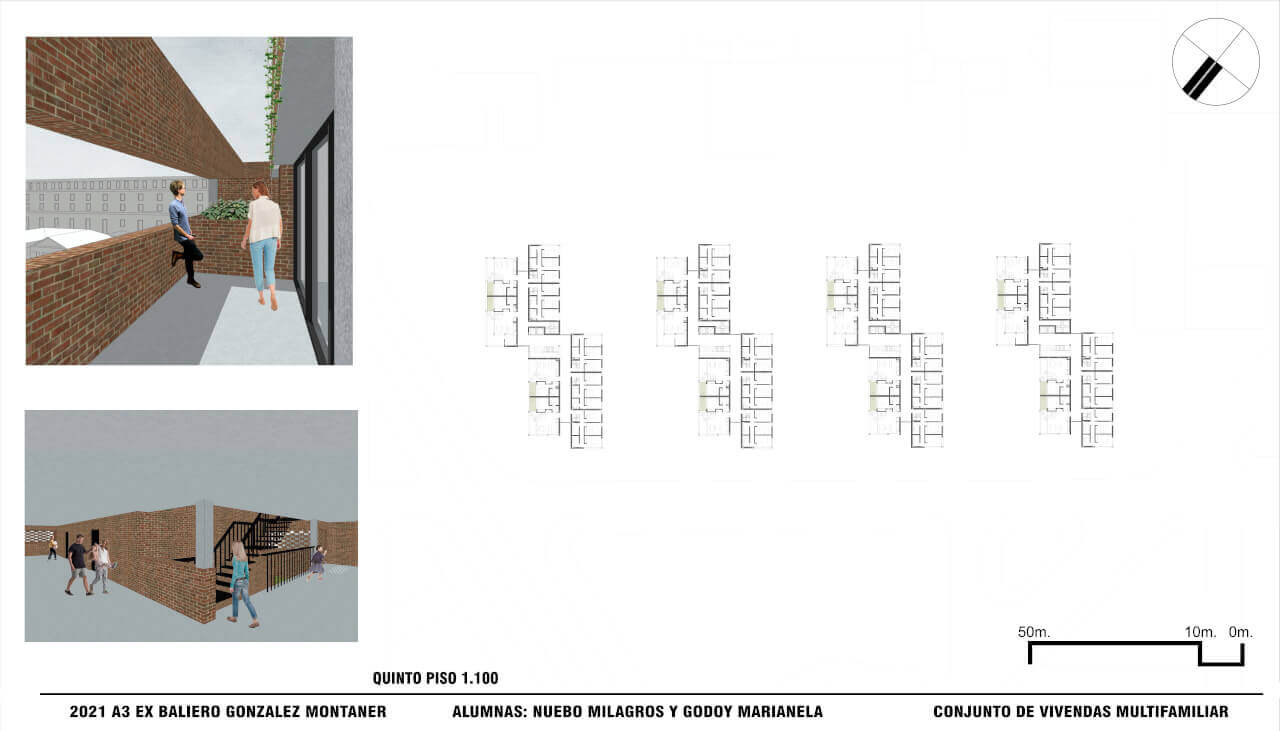 50m. 10m. 0m.
QUINTO PISO 1.100
2021 A3 EX BALIERO GONZALEZ MONTANER
ALUMNAS: NUEBO MILAGROS Y GODOY MARIANELA
CONJUNTO DE VIVENDAS MULTIFAMILIAR